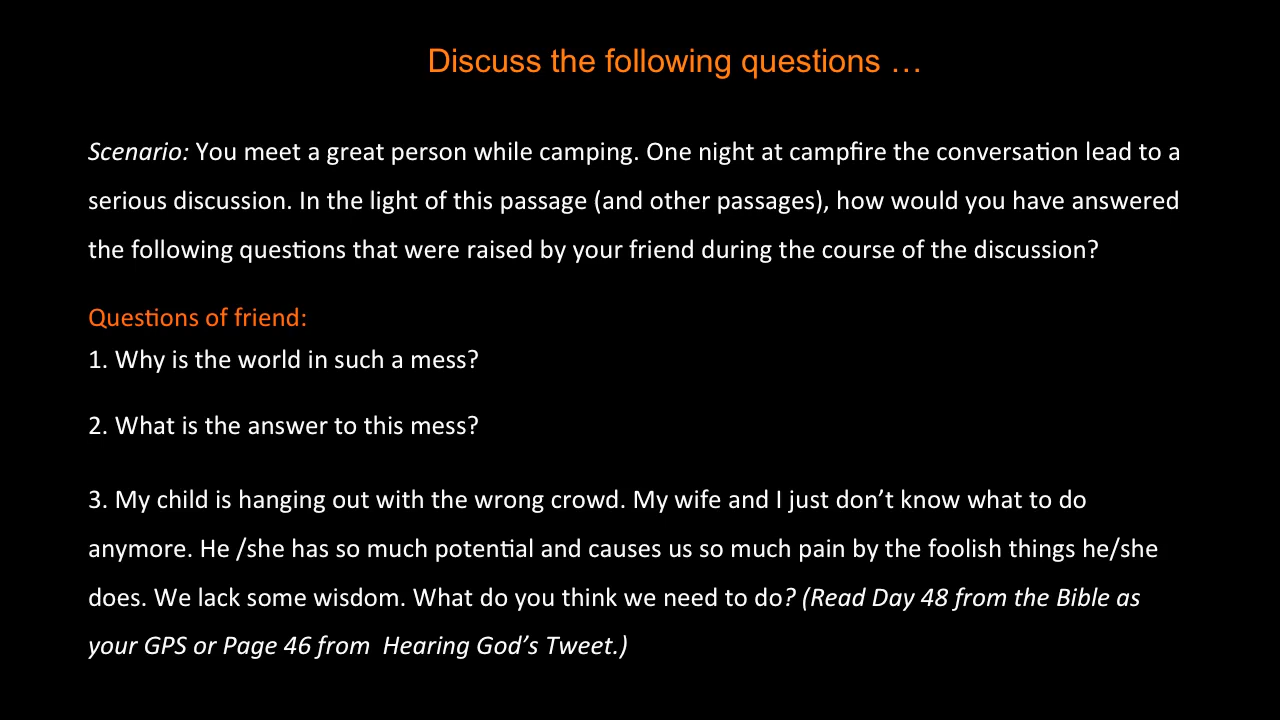 Discuss the following questions …
Scenario: You meet a great person while camping. One night at campfire the conversation lead to a
serious discussion. In the light of this passage (and other passages), how would you have answered
the following questions that were raised by your friend during the course of the discussion?
Questions of friend:
1. Why is the world in such a mess?
2. What is the answer to this mess?
3. My child is hanging out with the wrong crowd. My wife and I just don’t know what to do
anymore. He /she has so much potential and causes us so much pain by the foolish things he/she
does. We lack some wisdom. What do you think we need to do? (Read Day 48 from the Bible as
your GPS or Page 46 from  Hearing God’s Tweet.)